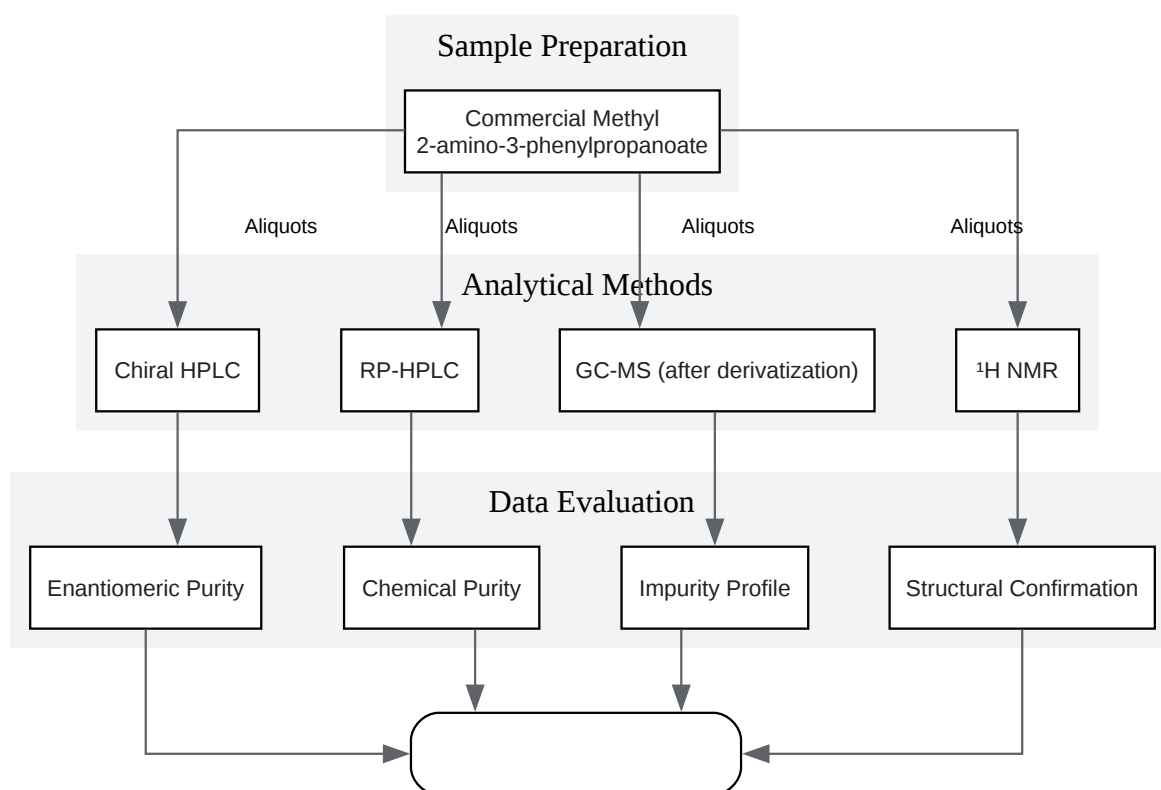 Sample Preparation
Commercial Methyl
2-amino-3-phenylpropanoate
Aliquots
Aliquots
Aliquots
Aliquots
Analytical Methods
Chiral HPLC
RP-HPLC
GC-MS (after derivatization)
¹H NMR
Data Evaluation
Enantiomeric Purity
Chemical Purity
Impurity Profile
Structural Confirmation